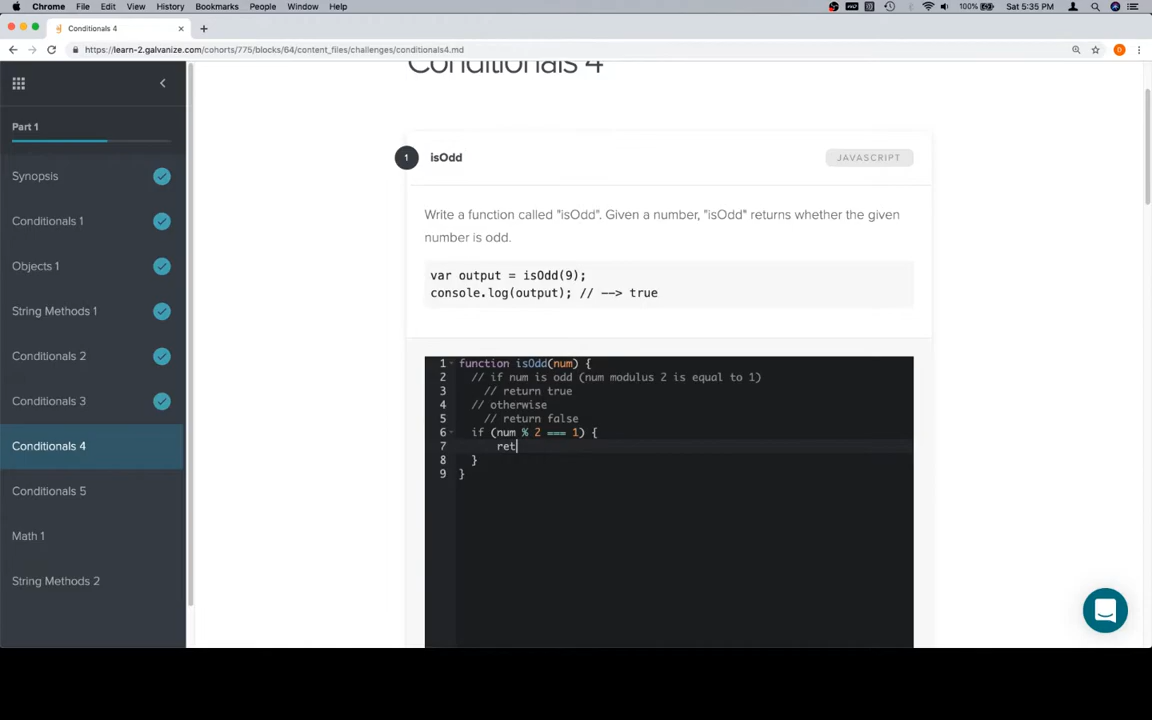 Chrome File Edit View History Bookmarks People Window Help 100% Sat 5:35 PM
Conditionals 4
https://learn-2.galvanize.com/cohorts/775/blocks/64/content_files/challenges/conditionals4.md
Part 1
Synopsis
Conditionals 1
Objects 1
String Methods 1
Conditionals 2
Conditionals 3
Conditionals 4
Conditionals 5
Math 1
String Methods 2
Conditionals 4
1 isOdd JAVASCRIPT
Write a function called "isOdd". Given a number, "isOdd" returns whether the given
number is odd.
var output = isOdd(9);
console.log(output); // --> true
1 function isOdd(num) {
2 // if num is odd (num modulus 2 is equal to 1)
3 // return true
4 // otherwise
5 // return false
6 if (num % 2 === 1) {
7 ret
8 }
9 }